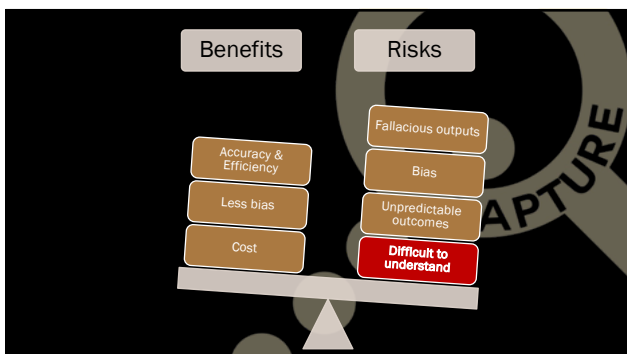 Benefits
Risks
Accuracy &
Efficiency
Less bias
Cost
Fallacious outputs
Bias
Unpredictable
outcomes
Difficult to
understand
APTURE